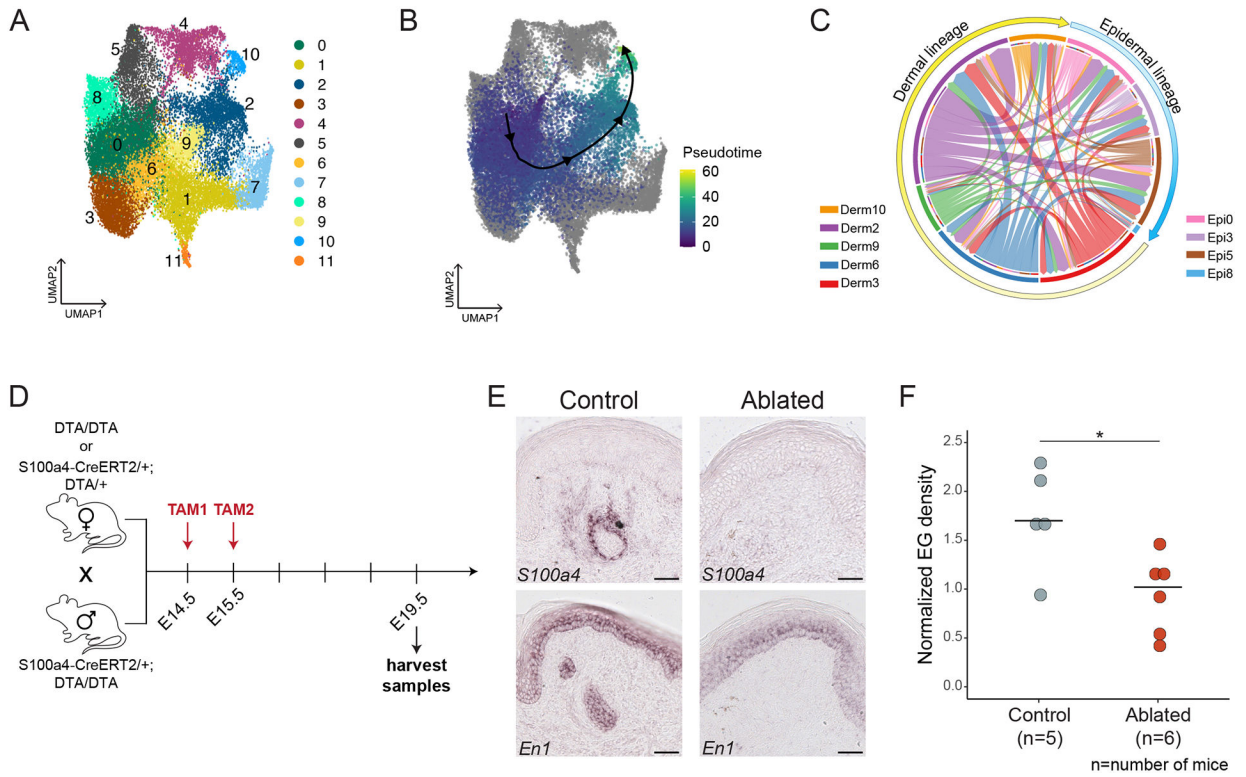 A
4
5
10
8
2
0
9
6
7
3
1
11
UMAP2
UMAP1
0
1
2
3
4
5
6
7
8
9
10
11
B
Pseudotime
60
40
20
0
UMAP2
UMAP1
C
Dermal lineage
Epidermal lineage
Derm10
Derm2
Derm9
Derm6
Derm3
Epi0
Epi3
Epi5
Epi8
D
DTA/DTA
or
S100a4-CreERT2/+;
DTA/+
♀
X
♂
S100a4-CreERT2/+;
DTA/DTA
TAM1
TAM2
E14.5
E15.5
E19.5
harvest
samples
E
Control
Ablated
S100a4
S100a4
En1
En1
F
Normalized EG density
2.5
2.0
1.5
1.0
0.5
0.0
*
Control
(n=5)
Ablated
(n=6)
n=number of mice